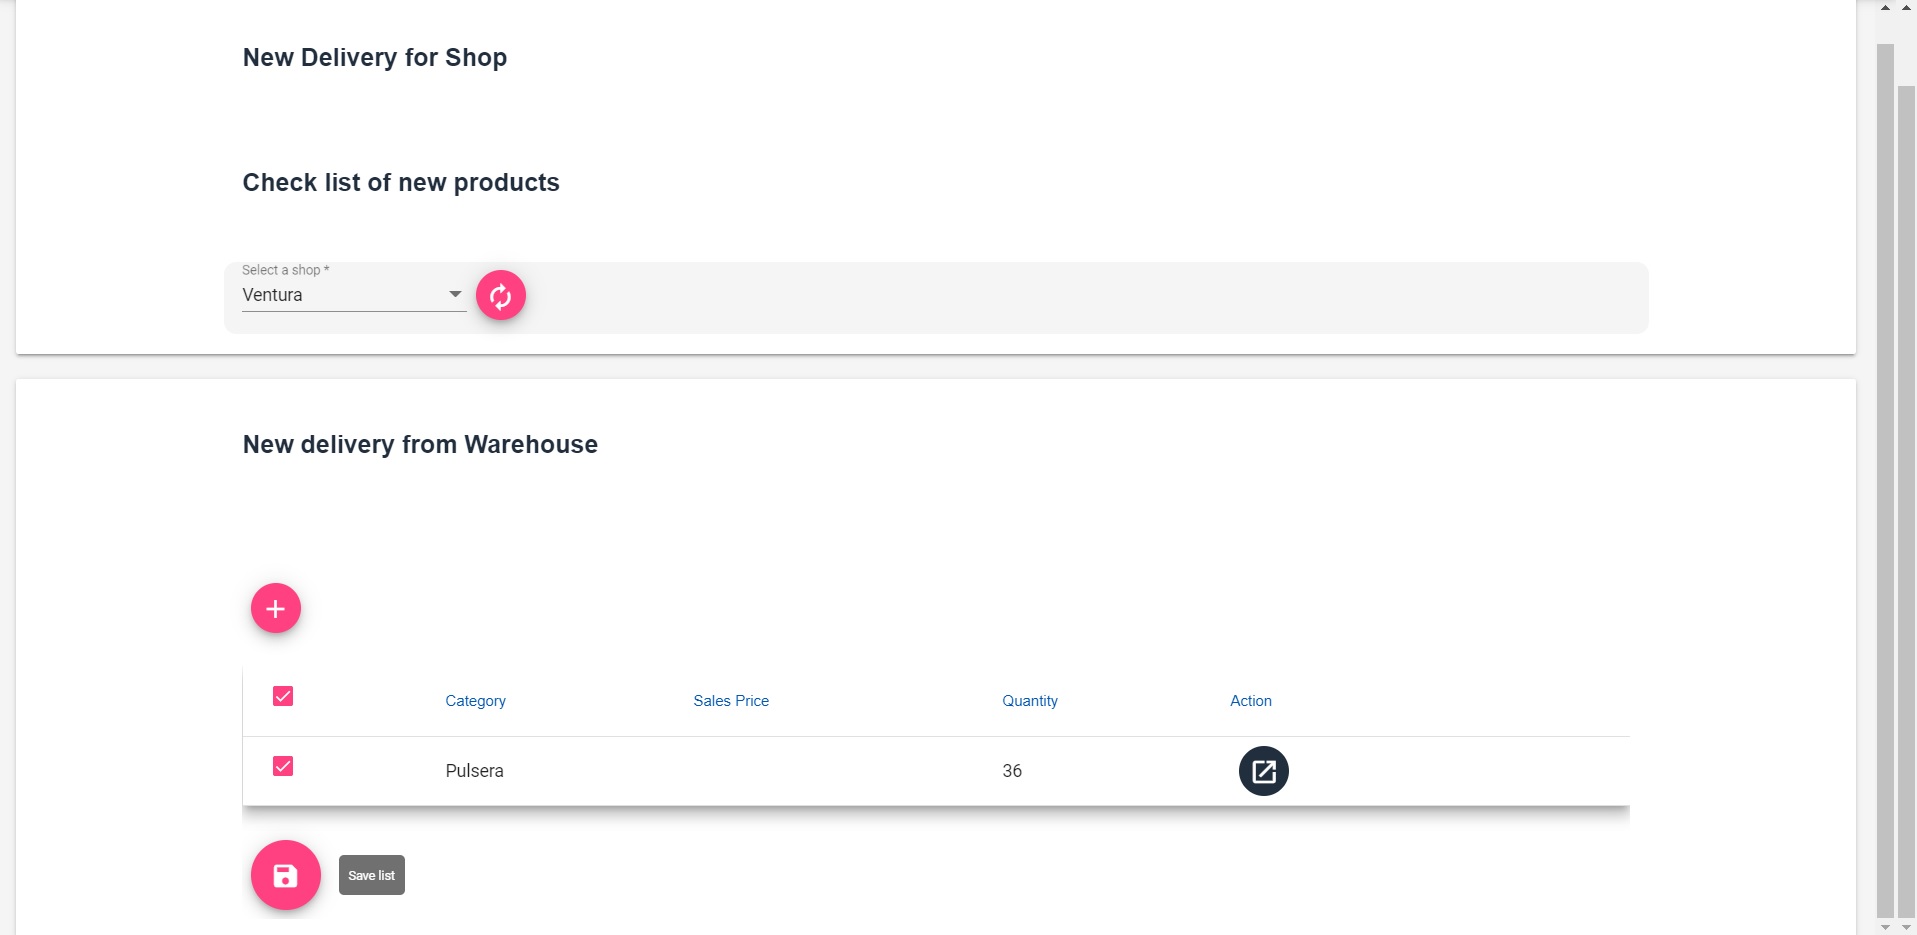 New Delivery for Shop
Check list of new products
Select a shop *
Ventura
New delivery from Warehouse
Category Sales Price Quantity Action
Pulsera 36
Save list